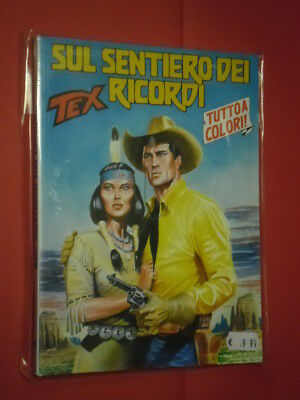 SUL SENTIERO DEI
TEX RICORDI
TUTTO A
COLORI!